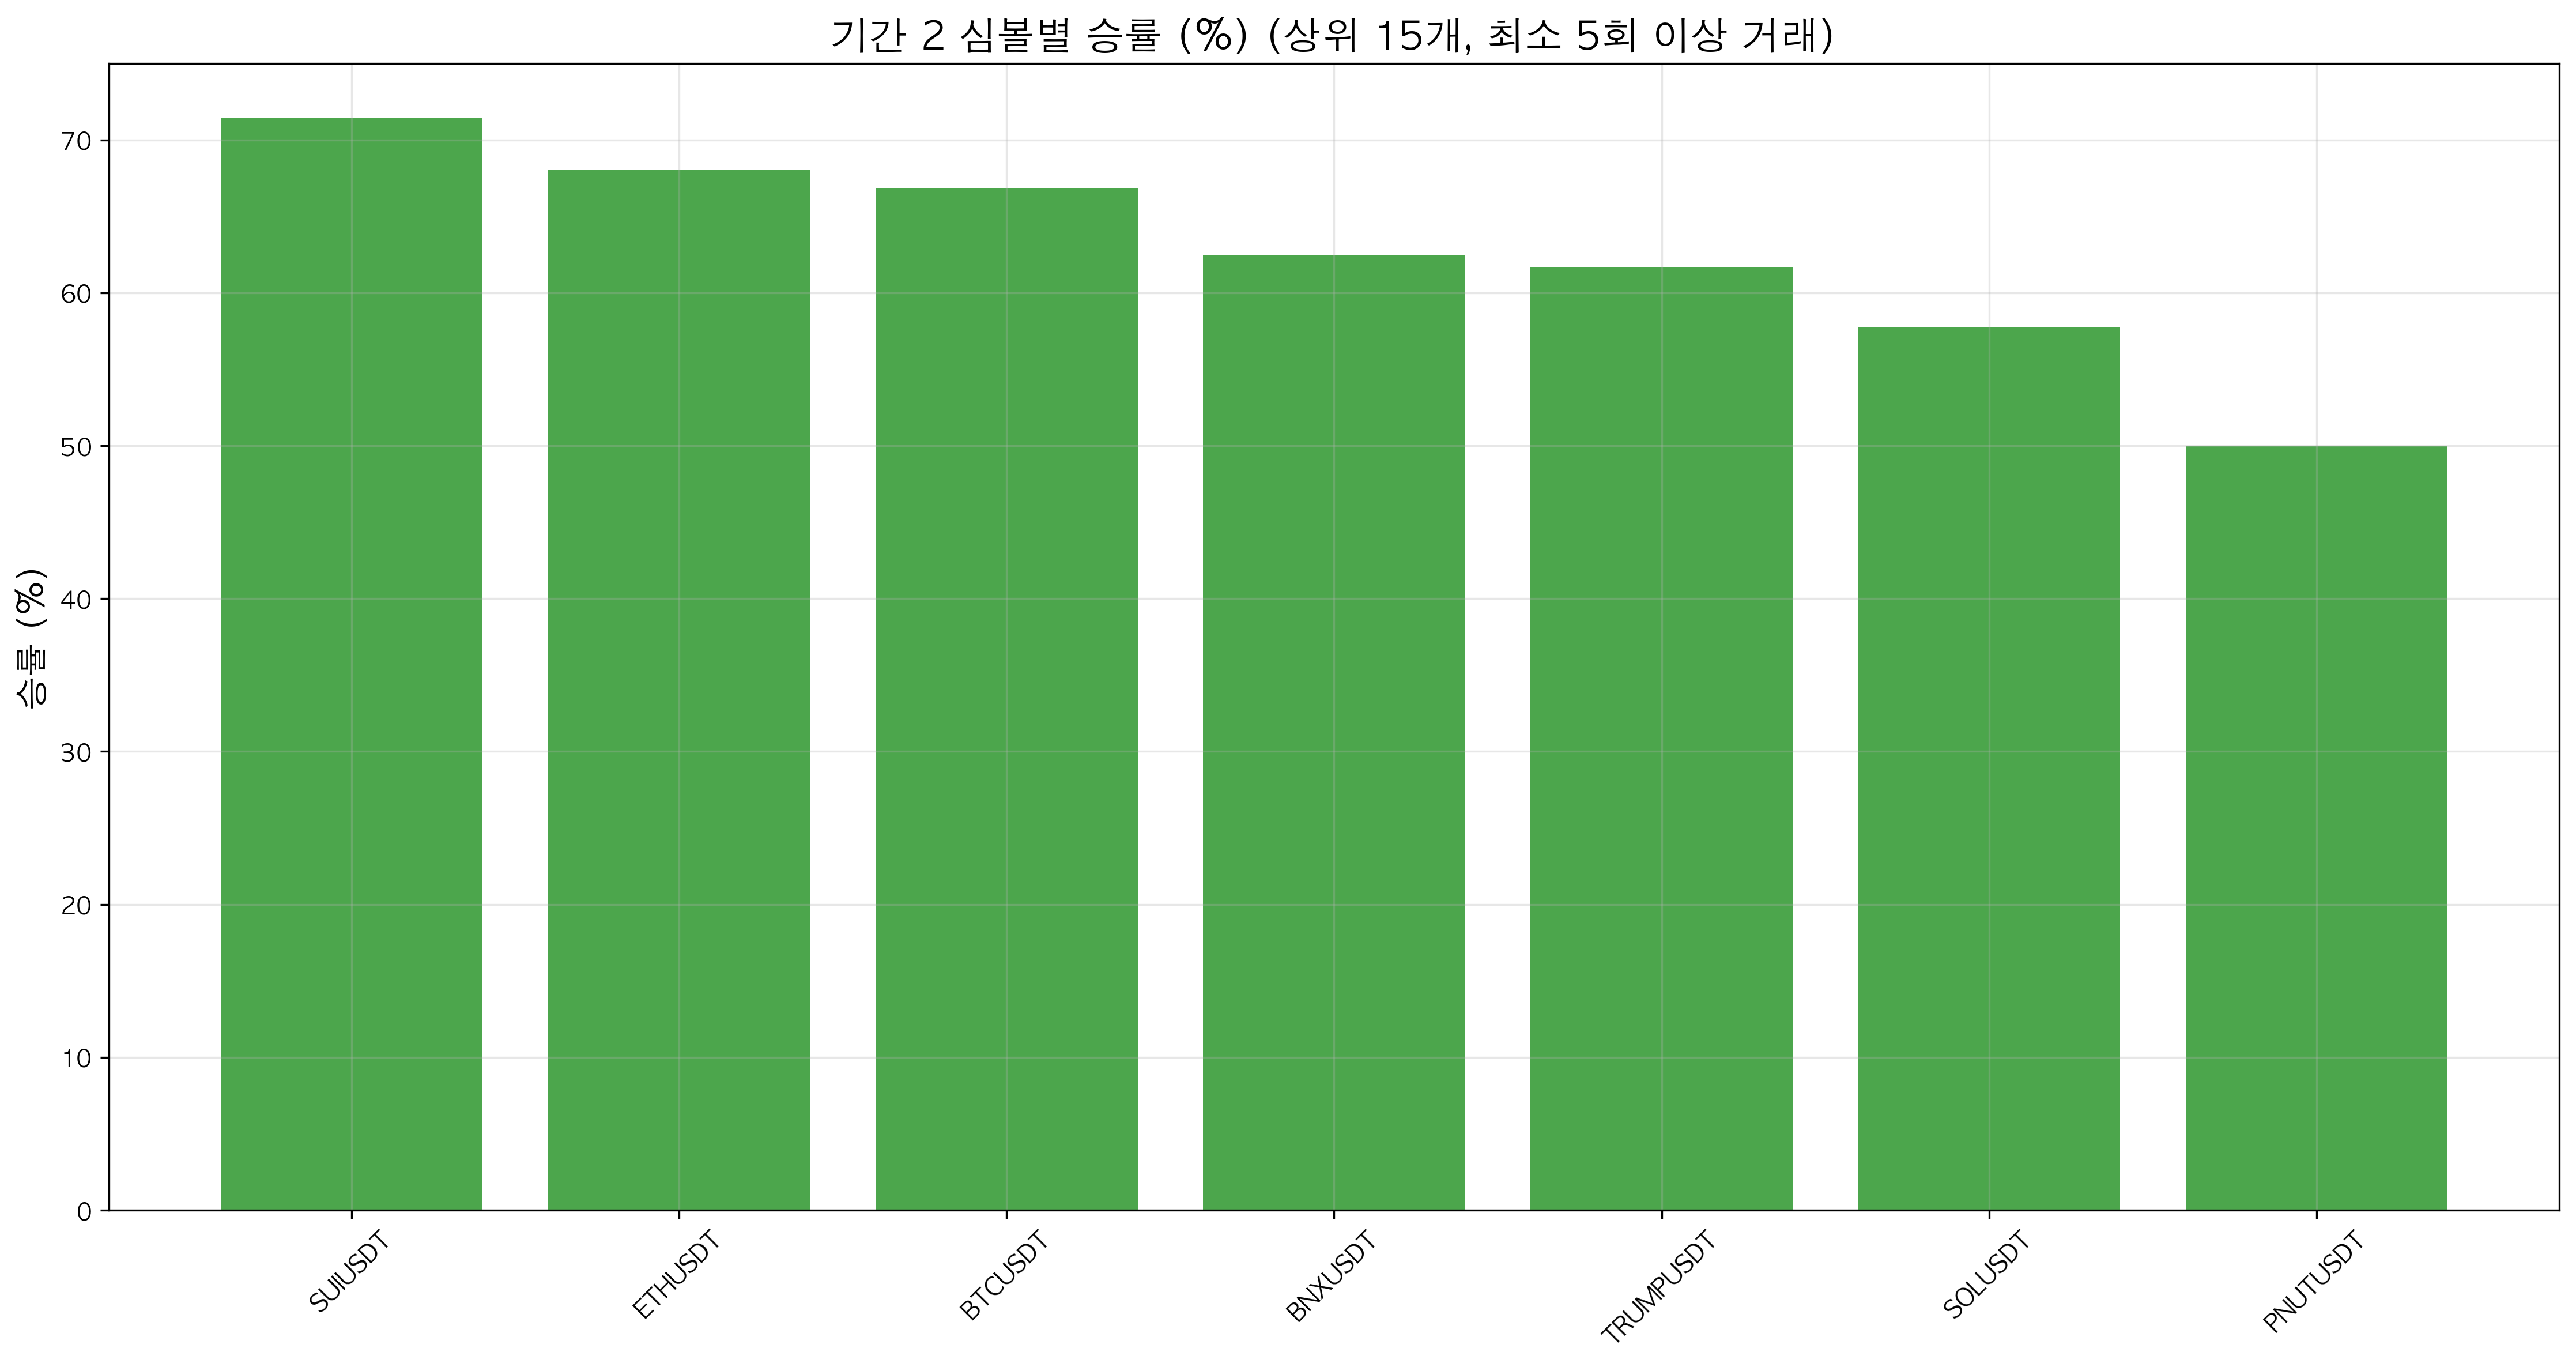 기간 2 심볼별 승률 (%) (상위 15개, 최소 5회 이상 거래)
승률 (%)
70
60
50
40
30
20
10
0
SUIUSDT
ETHUSDT
BTCUSDT
BNXUSDT
TRUMPUSDT
SOLUSDT
PNUTUSDT